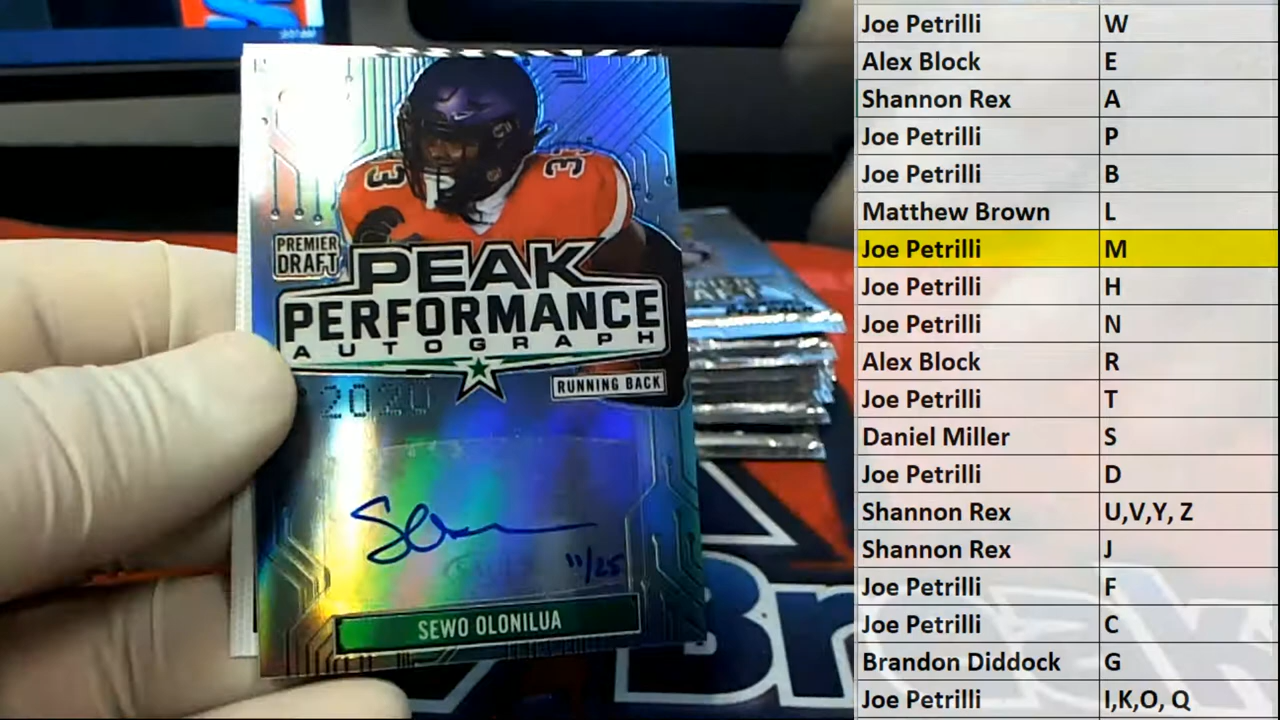 33
PREMIER
DRAFT
PEAK
PERFORMANCE
AUTOGRAPH
RUNNING BACK
2020
11/25
SEWO OLONILUA
Joe Petrilli W
Alex Block E
Shannon Rex A
Joe Petrilli P
Joe Petrilli B
Matthew Brown L
Joe Petrilli M
Joe Petrilli H
Joe Petrilli N
Alex Block R
Joe Petrilli T
Daniel Miller S
Joe Petrilli D
Shannon Rex U,V,Y, Z
Shannon Rex J
Joe Petrilli F
Joe Petrilli C
Brandon Diddock G
Joe Petrilli I,K,O, Q